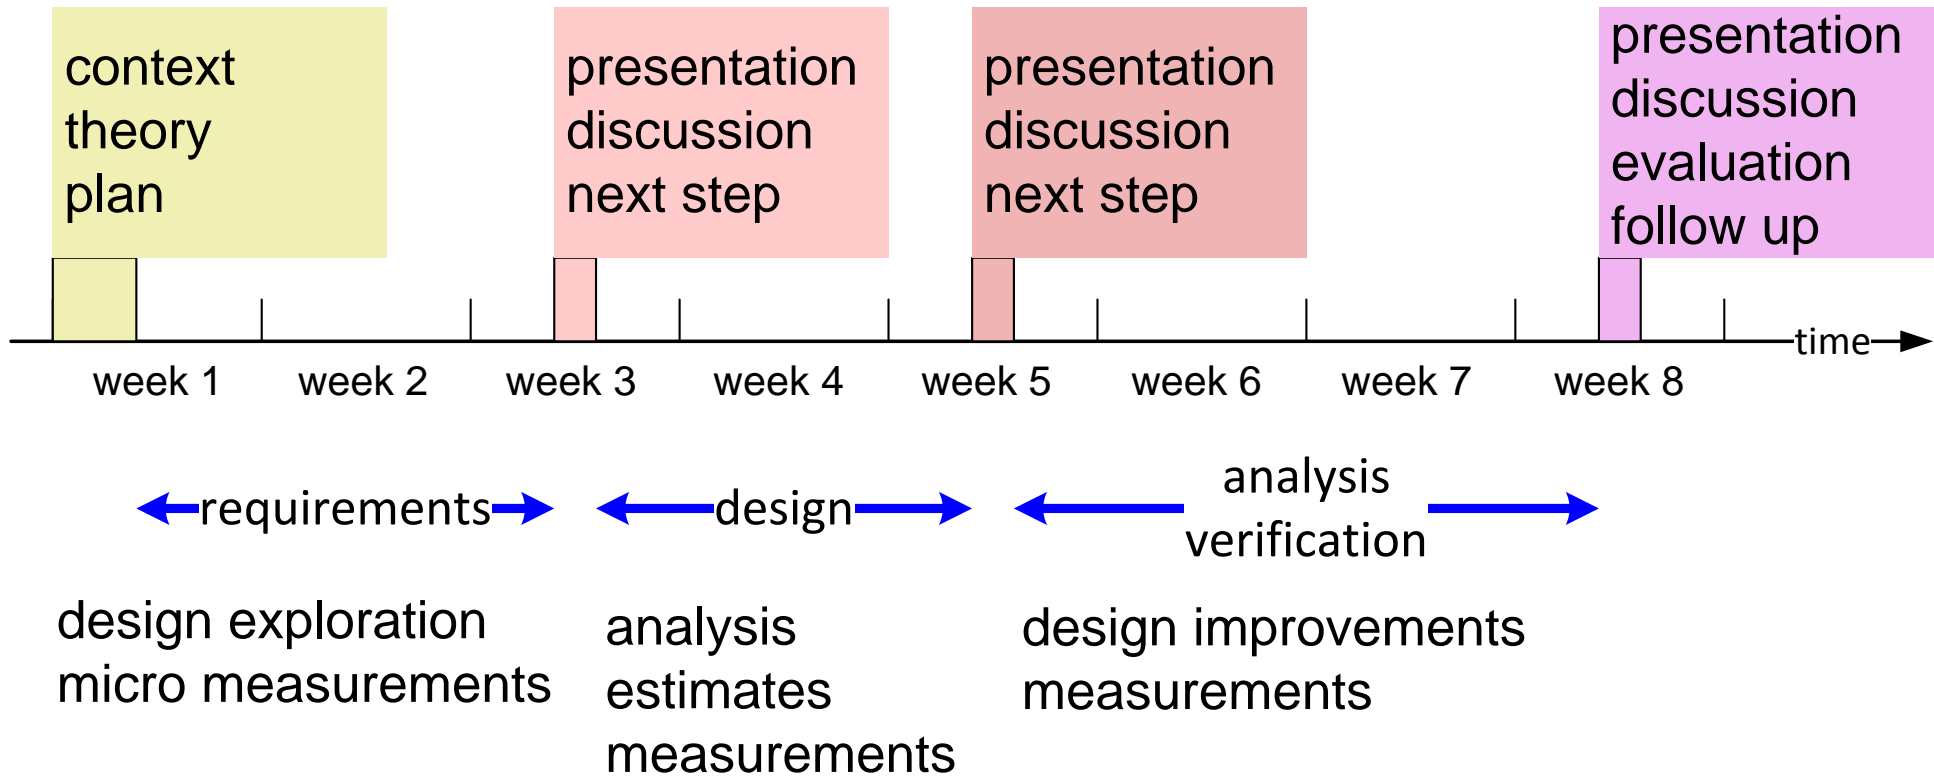 context
theory
plan
presentation
discussion
next step
presentation
discussion
next step
presentation
discussion
evaluation
follow up
time
week 1
week 2
week 3
week 4
week 5
week 6
week 7
week 8
requirements
design
analysis
verification
design exploration
micro measurements
analysis
estimates
measurements
design improvements
measurements